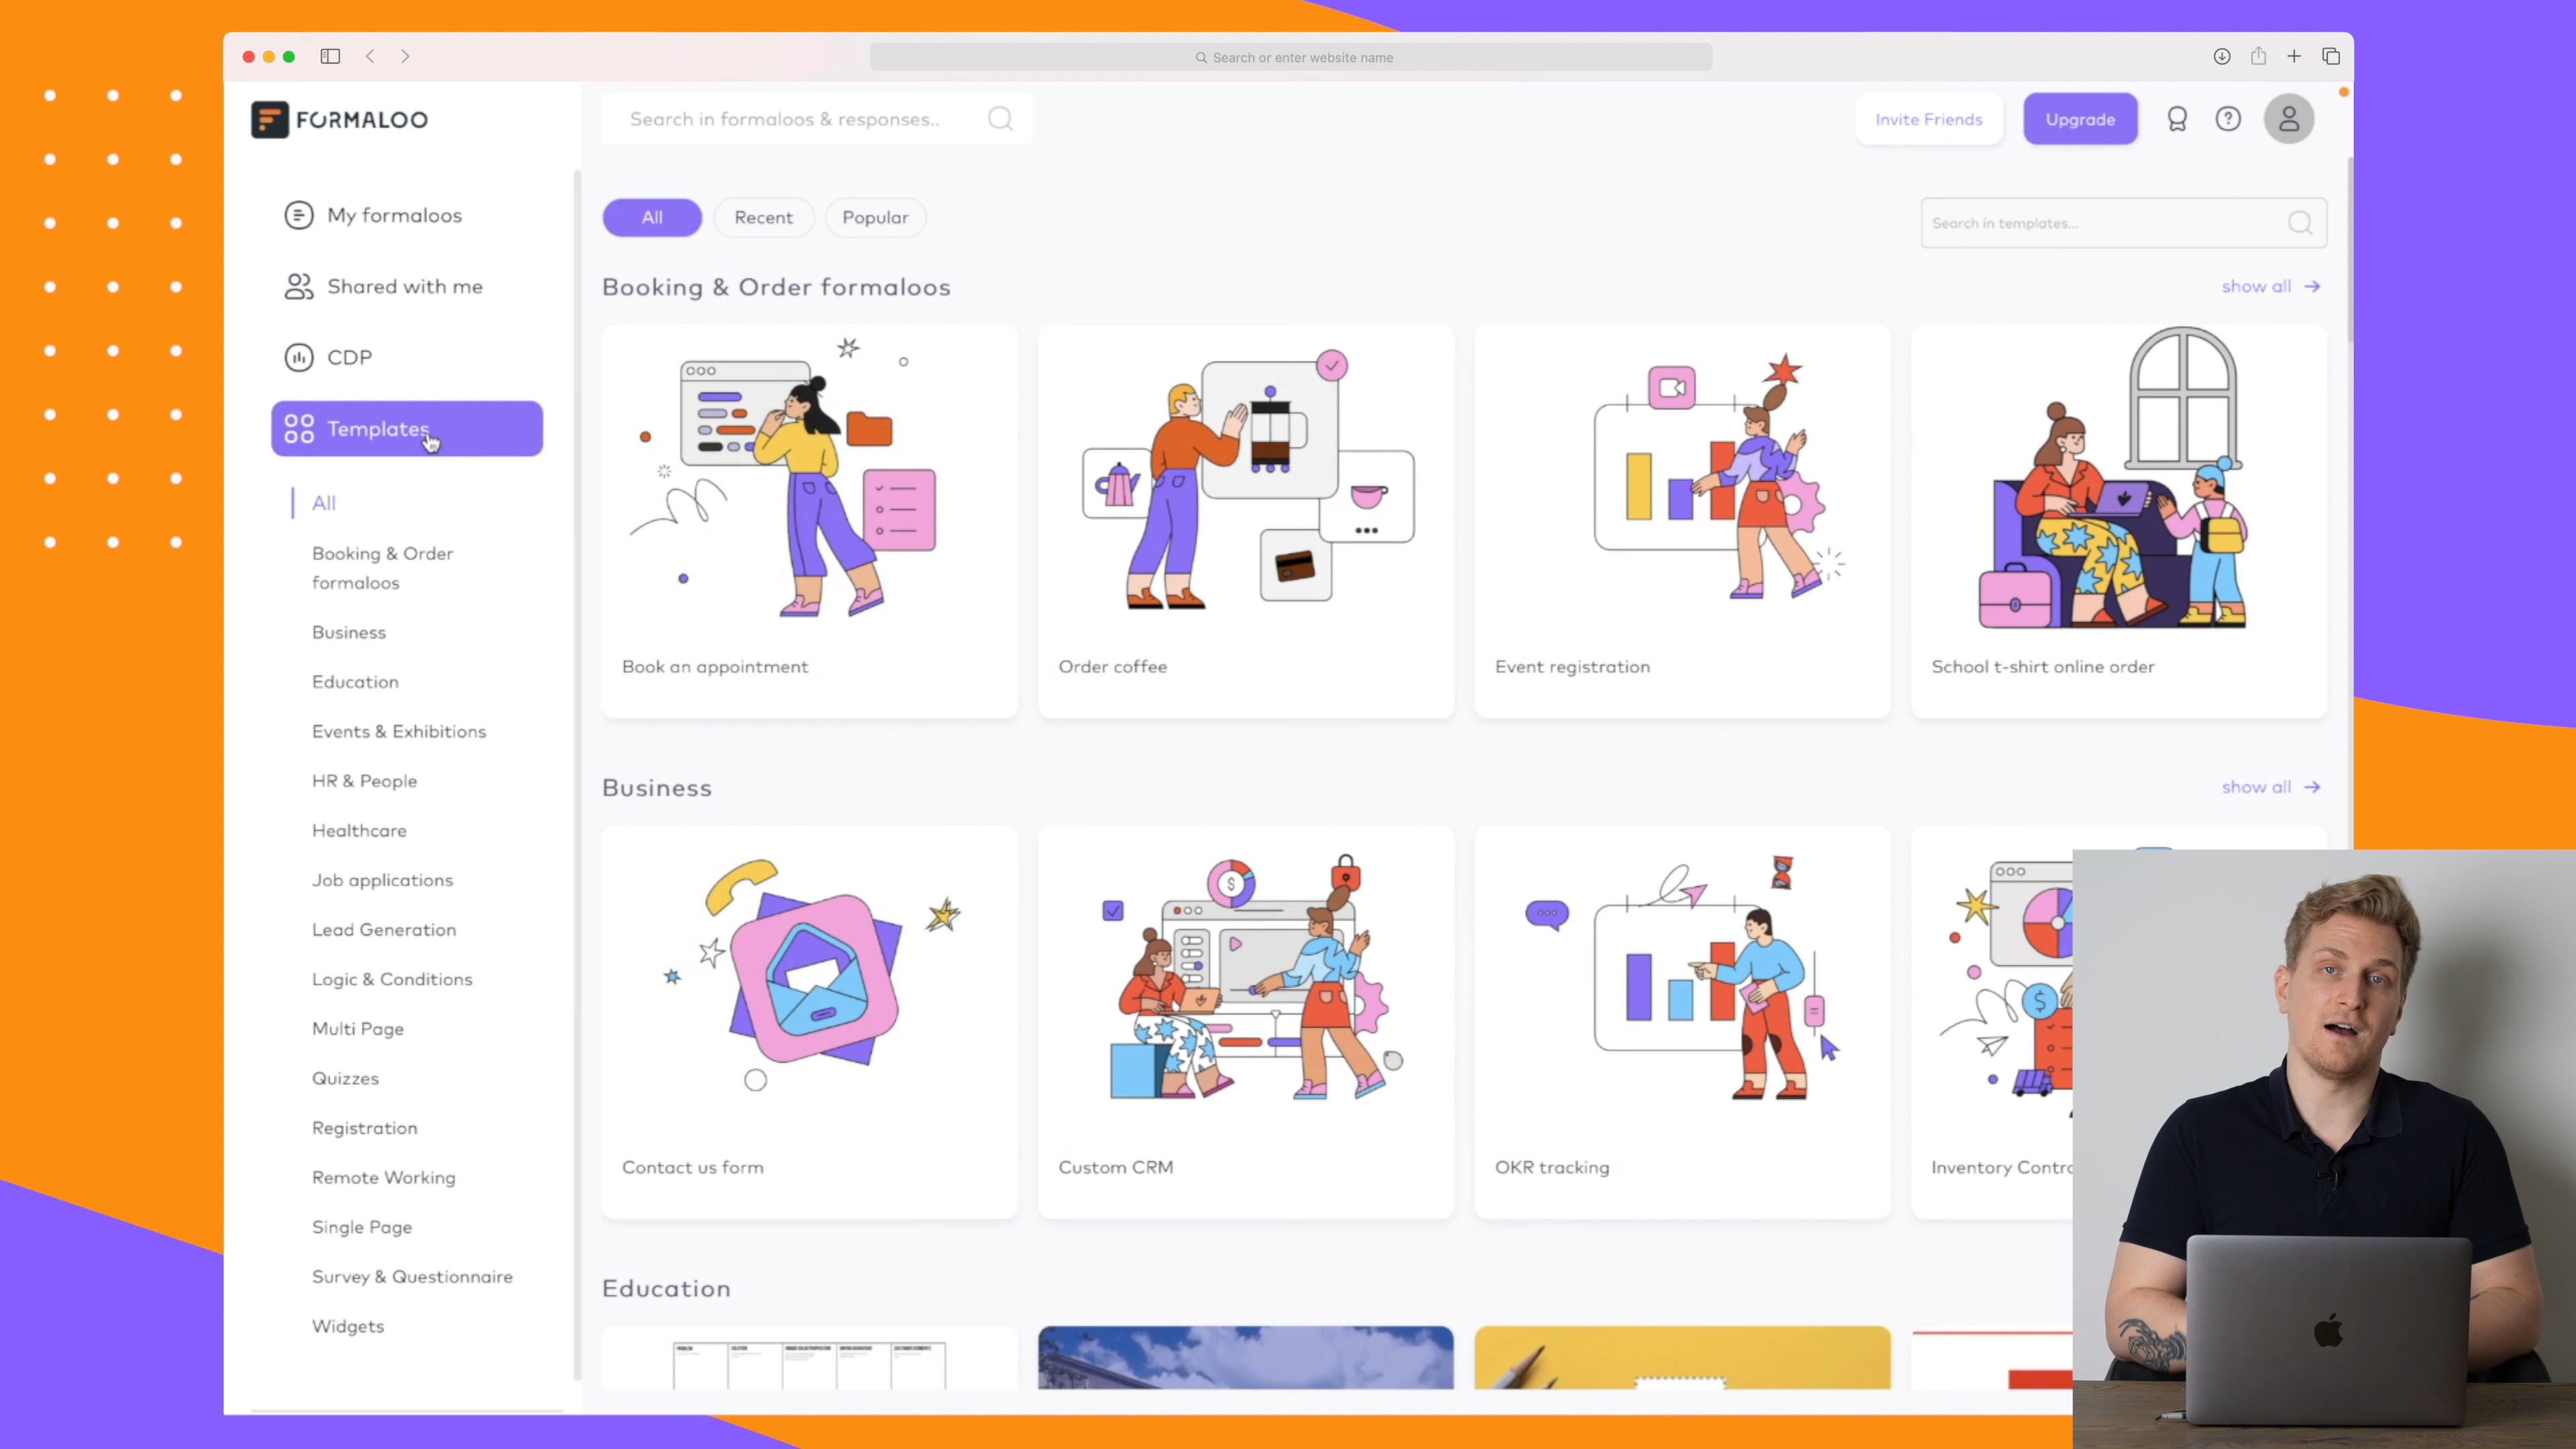 Search or enter website name
FORMALOO
Search in formaloos & responses..
Invite Friends
Upgrade
My formaloos
Shared with me
CDP
Templates
All
Booking & Order
formaloos
Business
Education
Events & Exhibitions
HR & People
Healthcare
Job applications
Lead Generation
Logic & Conditions
Multi Page
Quizzes
Registration
Remote Working
Single Page
Survey & Questionnaire
Widgets
All
Recent
Popular
Search in templates...
Booking & Order formaloos
show all
Book an appointment
Order coffee
Event registration
School t-shirt online order
Business
show all
Contact us form
Custom CRM
OKR tracking
Inventory Contro
Education